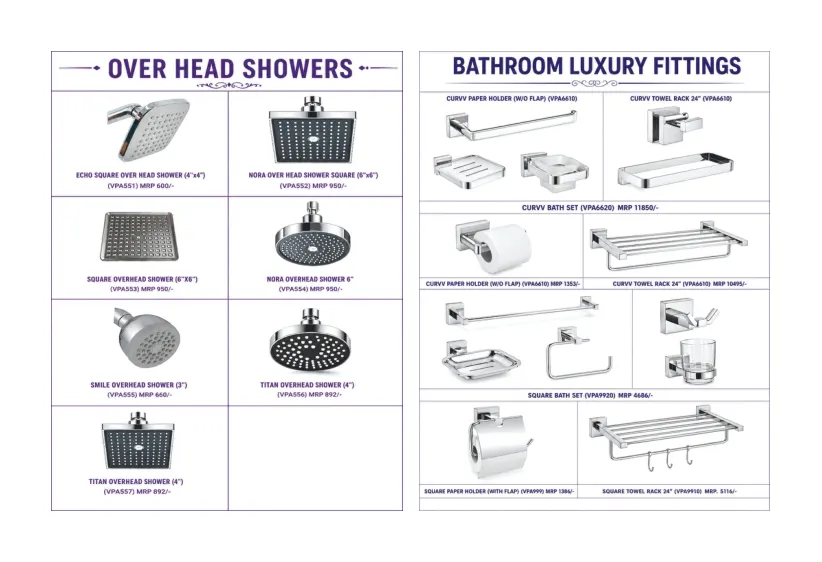 OVER HEAD SHOWERS
ECHO SQUARE OVER HEAD SHOWER (4"x4")
(VPA551) MRP 600/-
NORA OVER HEAD SHOWER SQUARE (6"x6")
(VPA552) MRP 950/-
SQUARE OVERHEAD SHOWER (6"X6")
(VPA553) MRP 950/-
NORA OVERHEAD SHOWER 6"
(VPA554) MRP 950/-
SMILE OVERHEAD SHOWER (3")
(VPA555) MRP 660/-
TITAN OVERHEAD SHOWER (4")
(VPA556) MRP 892/-
TITAN OVERHEAD SHOWER (4")
(VPA557) MRP 892/-
BATHROOM LUXURY FITTINGS
CURVV PAPER HOLDER (W/O FLAP) (VPA6610)
CURVV TOWEL RACK 24" (VPA6610)
CURVV BATH SET (VPA6620) MRP 11850/-
CURVV PAPER HOLDER (W/O FLAP) (VPA6610) MRP 1353/-
CURVV TOWEL RACK 24" (VPA6610) MRP 10495/-
SQUARE BATH SET (VPA9920) MRP 4686/-
SQUARE PAPER HOLDER (WITH FLAP) (VPA999) MRP 1386/-
SQUARE TOWEL RACK 24" (VPA9910) MRP. 5116/-